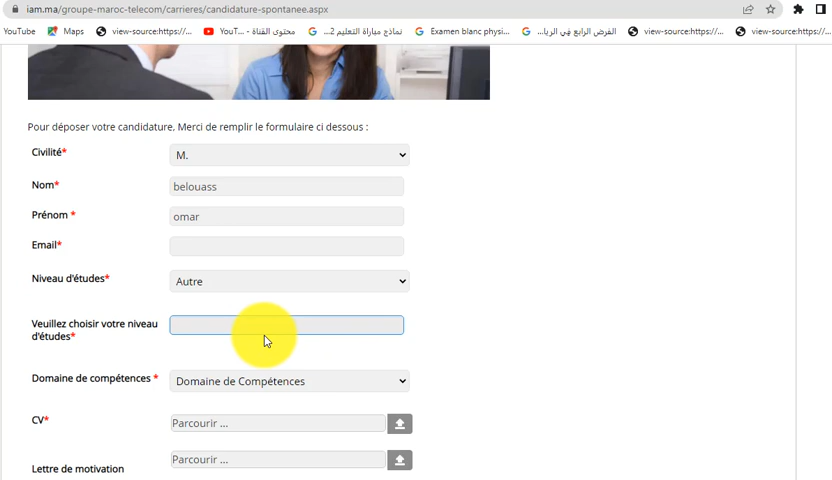 iam.ma/groupe-maroc-telecom/carrieres/candidature-spontanee.aspx
YouTube Maps view-source:https://... YouT... - محتوى القناة نماذج مباراة التعليم 2... Examen blanc physi... الفرض الرابع في الريا... view-source:https://... view-source:https://...
Pour déposer votre candidature, Merci de remplir le formulaire ci dessous :
Civilité* M.
Nom* belouass
Prénom * omar
Email*
Niveau d'études* Autre
Veuillez choisir votre niveau
d'études*
Domaine de compétences * Domaine de Compétences
CV* Parcourir ...
Lettre de motivation Parcourir ...